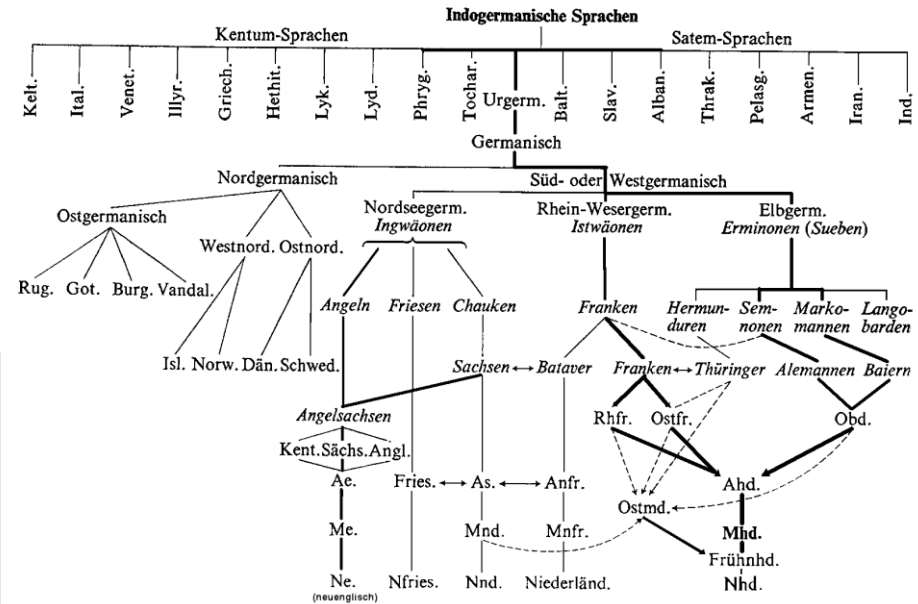 Indogermanische Sprachen
Kentum-Sprachen Satem-Sprachen
Kelt. Ital. Venet. Illyr. Griech. Hethit. Lyk. Lyd. Phryg. Tochar. Urgerm. Balt. Slav. Alban. Thrak. Pelasg. Armen. Iran. Ind.
Germanisch
Nordgermanisch Süd- oder Westgermanisch
Ostgermanisch Nordseegerm. Rhein-Wesergerm. Elbgerm.
Ingwäonen Istwäonen Erminonen (Sueben)
Westnord. Ostnord.
Rug. Got. Burg. Vandal.
Angeln Friesen Chauken Franken Hermun- Sem- Marko- Lango-
duren nonen mannen barden
Isl. Norw. Dän. Schwed. Sachsen Bataver Franken Thüringer Alemannen Baiern
Angelsachsen Rhfr. Ostfr. Obd.
Kent. Sächs. Angl.
Ae. Fries. As. Anfr. Ahd.
Ostmd.
Me. Mnd. Mnfr. Mhd.
Frühnhd.
Ne. Nfries. Nnd. Niederländ. Nhd.
(neuenglisch)